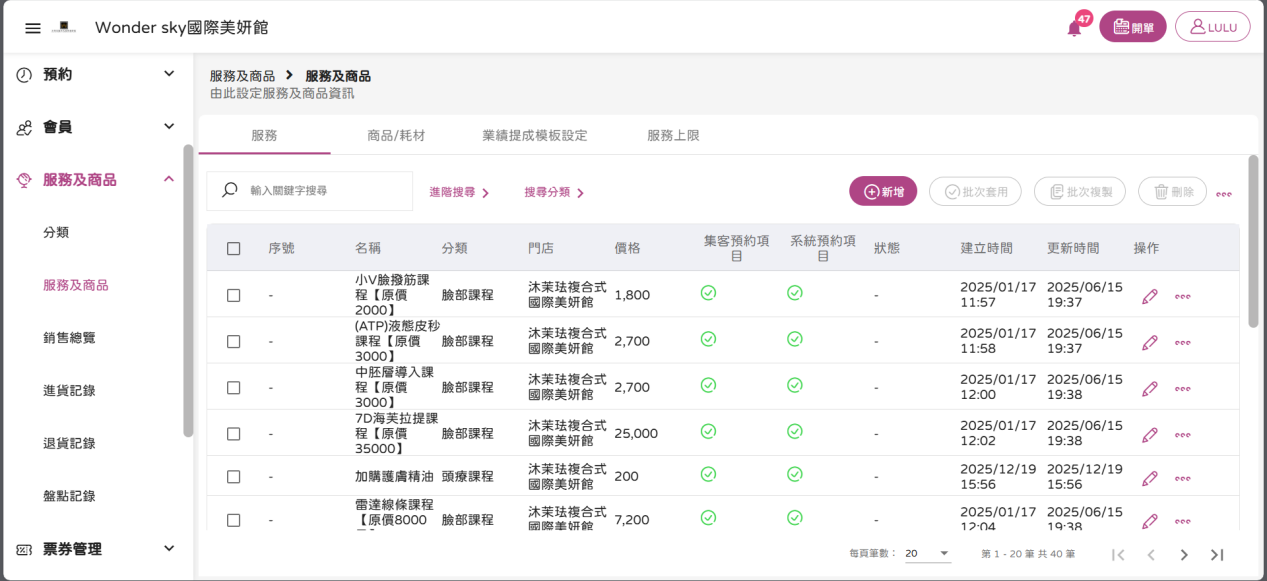 Wonder sky國際美妍館
47
開單
LULU
預約
會員
服務及商品
分類
服務及商品
銷售總覽
進貨記錄
退貨記錄
盤點記錄
票券管理
服務及商品 > 服務及商品
由此設定服務及商品資訊
服務 商品/耗材 業績提成模板設定 服務上限
輸入關鍵字搜尋 進階搜尋 搜尋分類 新增 批次套用 批次複製 刪除
序號 名稱 分類 門店 價格 集客預約項目 系統預約項目 狀態 建立時間 更新時間 操作
- 小V臉撥筋課程【原價2000】 臉部課程 沐茉珐複合式國際美妍館 1,800 - 2025/01/17 11:57 2025/06/15 19:37
- (ATP)液態皮秒課程【原價3000】 臉部課程 沐茉珐複合式國際美妍館 2,700 - 2025/01/17 11:58 2025/06/15 19:37
- 中胚層導入課程【原價3000】 臉部課程 沐茉珐複合式國際美妍館 2,700 - 2025/01/17 12:00 2025/06/15 19:38
- 7D海芙拉提課程【原價35000】 臉部課程 沐茉珐複合式國際美妍館 25,000 - 2025/01/17 12:02 2025/06/15 19:38
- 加購護膚精油 頭療課程 沐茉珐複合式國際美妍館 200 - 2025/12/19 15:56 2025/12/19 15:56
- 雷達線條課程【原價8000 臉部課程 沐茉珐複合式國際美妍館 7,200 - 2025/01/17 12:04 2025/06/15 19:38
每頁筆數： 20 第 1 - 20 筆 共 40 筆